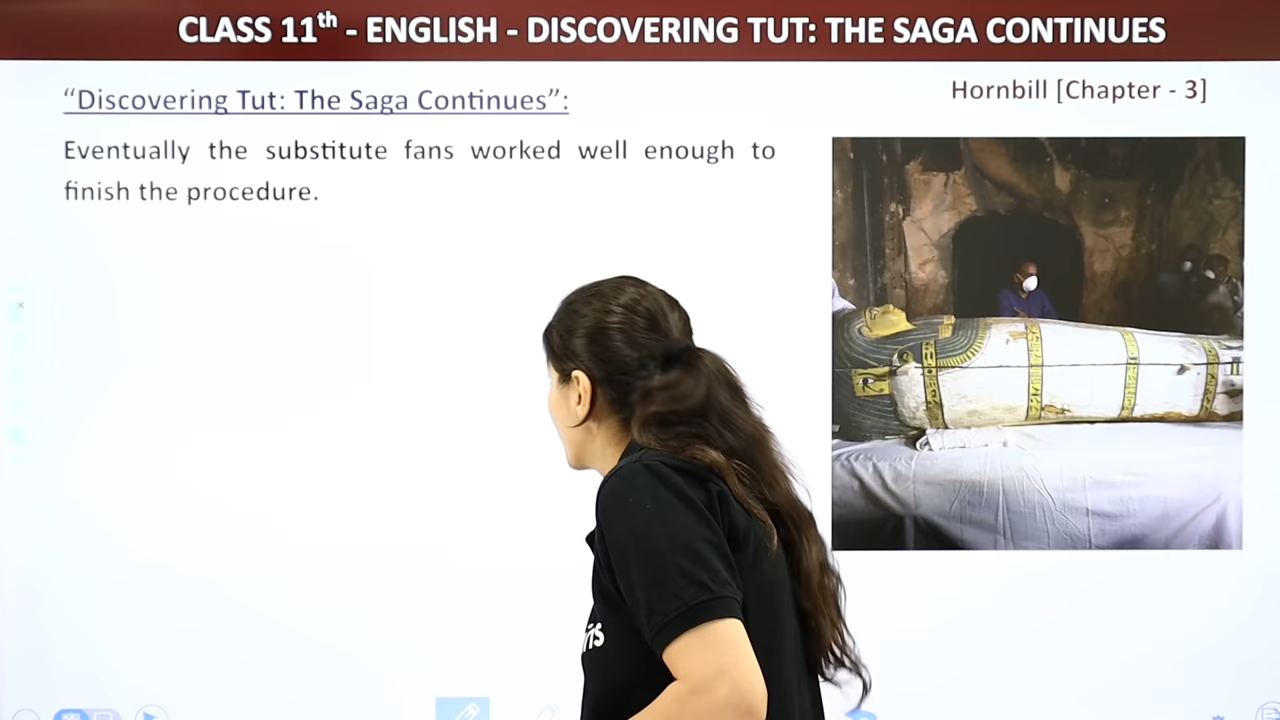 CLASS 11th - ENGLISH - DISCOVERING TUT: THE SAGA CONTINUES
“Discovering Tut: The Saga Continues”:
Hornbill [Chapter - 3]
Eventually the substitute fans worked well enough to
finish the procedure.